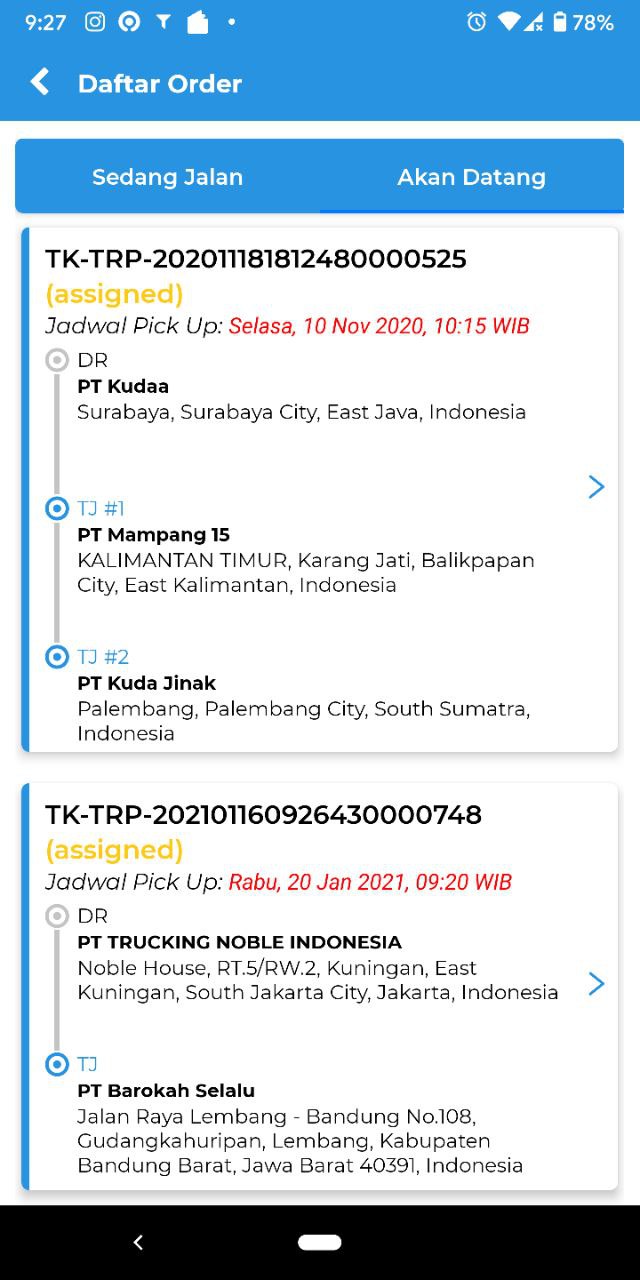 9:27
78%
Daftar Order
Sedang Jalan
Akan Datang
TK-TRP-202011181812480000525
(assigned)
Jadwal Pick Up: Selasa, 10 Nov 2020, 10:15 WIB
DR
PT Kudaa
Surabaya, Surabaya City, East Java, Indonesia
TJ #1
PT Mampang 15
KALIMANTAN TIMUR, Karang Jati, Balikpapan
City, East Kalimantan, Indonesia
TJ #2
PT Kuda Jinak
Palembang, Palembang City, South Sumatra,
Indonesia
TK-TRP-202101160926430000748
(assigned)
Jadwal Pick Up: Rabu, 20 Jan 2021, 09:20 WIB
DR
PT TRUCKING NOBLE INDONESIA
Noble House, RT.5/RW.2, Kuningan, East
Kuningan, South Jakarta City, Jakarta, Indonesia
TJ
PT Barokah Selalu
Jalan Raya Lembang - Bandung No.108,
Gudangkahuripan, Lembang, Kabupaten
Bandung Barat, Jawa Barat 40391, Indonesia